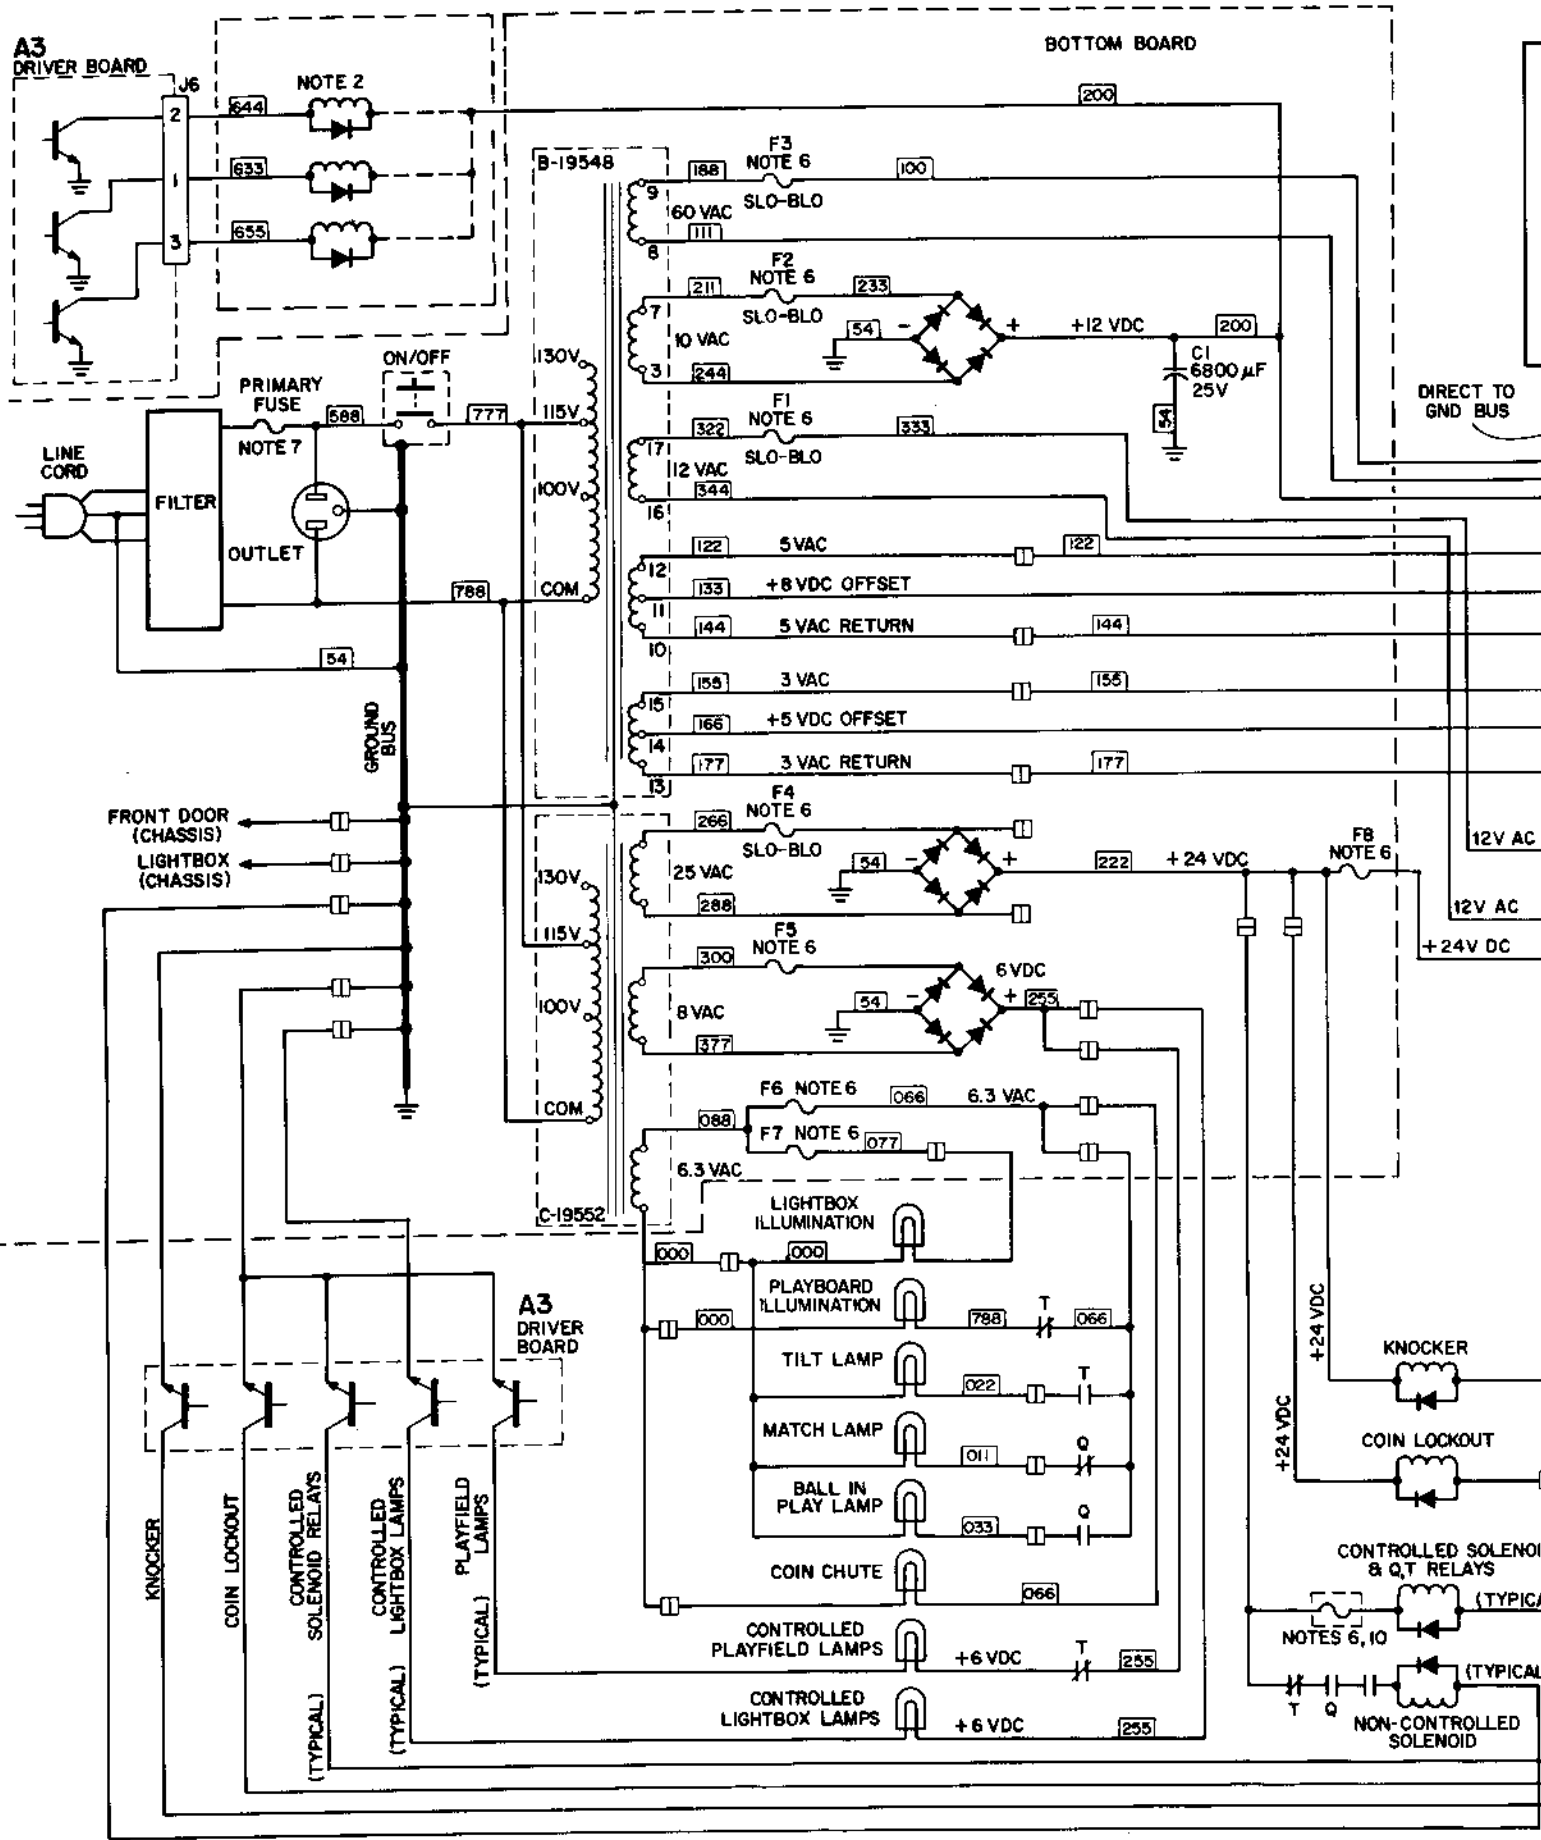 BOTTOM BOARD
A3
DRIVER BOARD
J6
NOTE 2
2
644
1
633
3
655
200
B-19548
188
F3
NOTE 6
SLO-BLO
100
9
60 VAC
111
8
211
F2
NOTE 6
SLO-BLO
233
7
10 VAC
3
244
54
-
+
+12 VDC
200
C1
6800 µF
25V
54
DIRECT TO
GND BUS
322
F1
NOTE 6
SLO-BLO
333
17
12 VAC
344
16
130V
115V
100V
COM
LINE
CORD
FILTER
PRIMARY
FUSE
NOTE 7
588
ON/OFF
777
OUTLET
788
54
GROUND
BUS
122
5 VAC
122
12
133
+8 VDC OFFSET
11
144
5 VAC RETURN
144
10
155
3 VAC
155
15
166
+5 VDC OFFSET
14
177
3 VAC RETURN
177
13
FRONT DOOR
(CHASSIS)
LIGHTBOX
(CHASSIS)
266
F4
NOTE 6
SLO-BLO
25 VAC
288
54
-
+
222
+ 24 VDC
F8
NOTE 6
12V AC
12V AC
+24V DC
130V
115V
100V
COM
300
F5
NOTE 6
8 VAC
377
54
-
+
6 VDC
255
088
F6 NOTE 6
066
6.3 VAC
F7 NOTE 6
077
6.3 VAC
C-19552
000
000
LIGHTBOX
ILLUMINATION
PLAYBOARD
ILLUMINATION
000
788
T
066
TILT LAMP
022
T
MATCH LAMP
011
Q
BALL IN
PLAY LAMP
033
Q
COIN CHUTE
066
CONTROLLED
PLAYFIELD LAMPS
+6 VDC
T
255
CONTROLLED
LIGHTBOX LAMPS
+ 6 VDC
255
A3
DRIVER
BOARD
KNOCKER
COIN LOCKOUT
CONTROLLED
SOLENOID RELAYS
(TYPICAL)
CONTROLLED
LIGHTBOX LAMPS
(TYPICAL)
PLAYFIELD
LAMPS
(TYPICAL)
+24 VDC
+24 VDC
KNOCKER
COIN LOCKOUT
CONTROLLED SOLENOI
& Q,T RELAYS
(TYPICA
NOTES 6, 10
(TYPICAL
T
Q
NON-CONTROLLED
SOLENOID